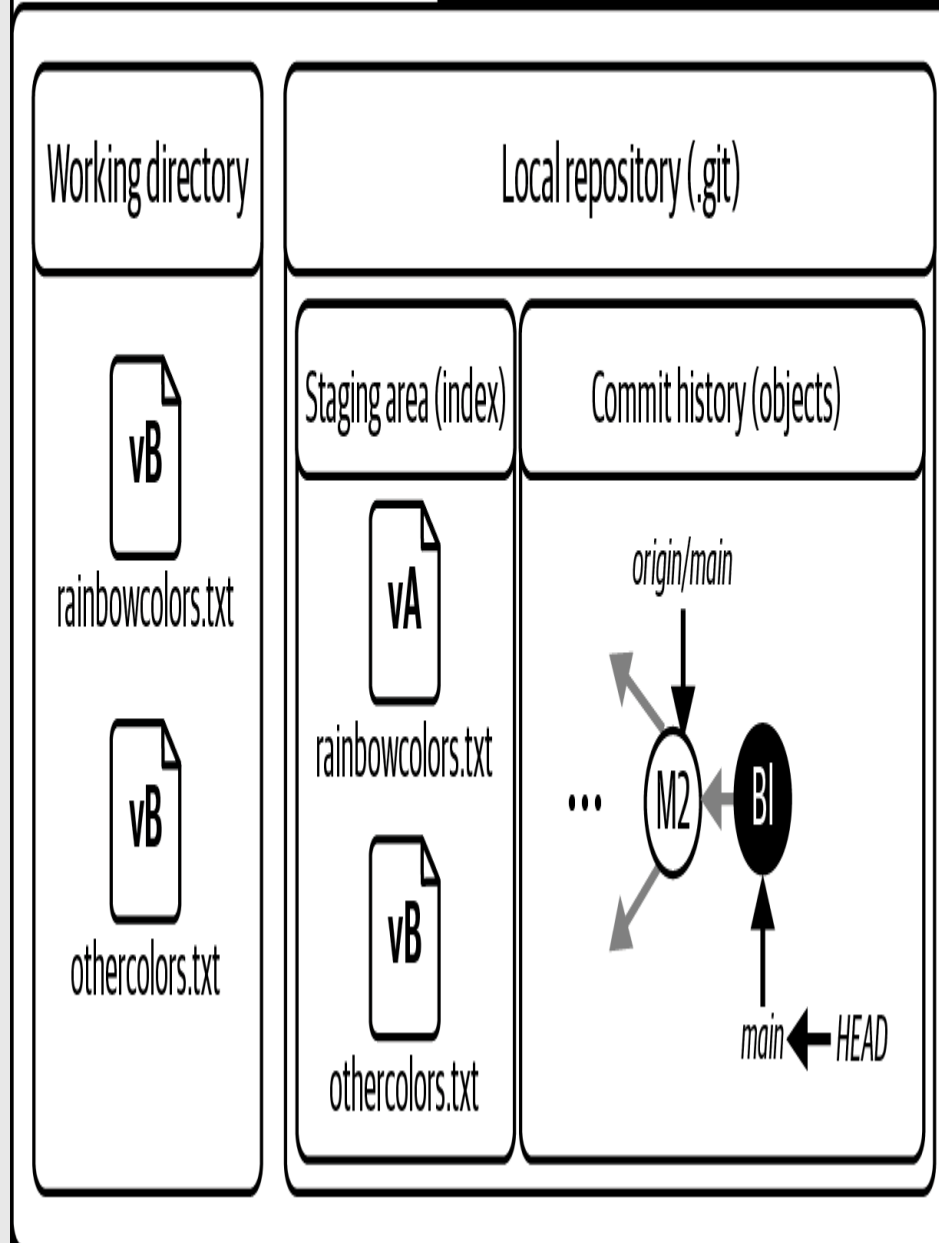 Working directory
Local repository (.git)
vB
rainbowcolors.txt
vB
othercolors.txt
Staging area (index)
vA
rainbowcolors.txt
vB
othercolors.txt
Commit history (objects)
origin/main
...
M2
Bl
main
HEAD